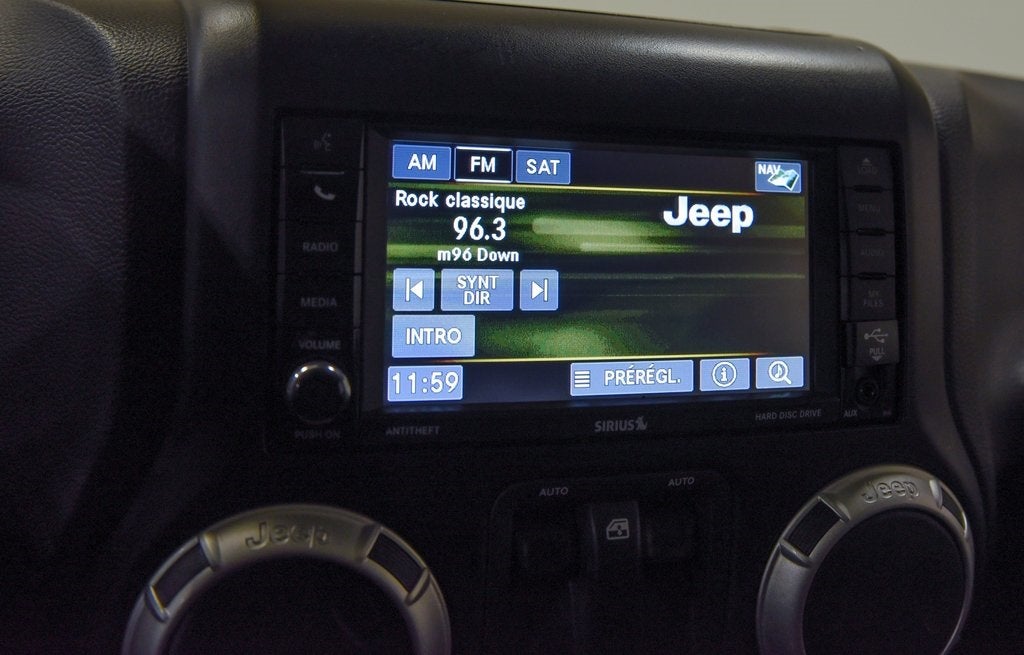 AM FM SAT NAV
Rock classique
Jeep
96.3
m96 Down
SYNT
DIR
INTRO
11:59
PRÉRÉGL.
RADIO
MEDIA
VOLUME
PUSH ON
LOAD
MENU
AUDIO
MY
FILES
PULL
AUX
ANTITHEFT
SIRIUS
HARD DISC DRIVE
AUTO
AUTO
Jeep
Jeep